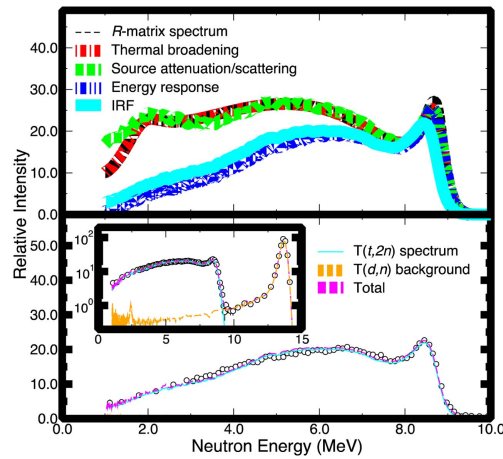 50.0
40.0
30.0
20.0
10.0
0.0
R-matrix spectrum
Thermal broadening
Source attenuation/scattering
Energy response
IRF
Relative Intensity
50.0
40.0
30.0
20.0
10.0
0.0
10²
10¹
10⁰
0 5 10 15
T(t,2n) spectrum
T(d,n) background
Total
0.0 2.0 4.0 6.0 8.0 10.0
Neutron Energy (MeV)